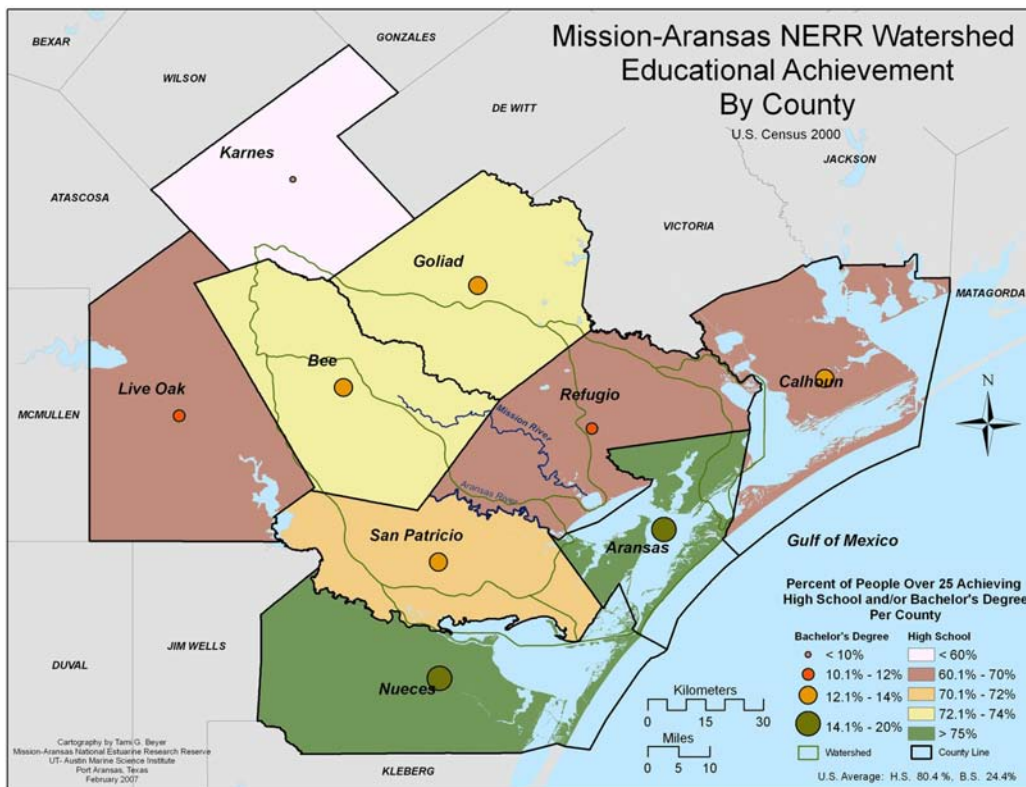 Mission-Aransas NERR Watershed
Educational Achievement
By County
U.S. Census 2000
BEXAR
GONZALES
WILSON
DE WITT
JACKSON
Karnes
ATASCOSA
VICTORIA
Goliad
MATAGORDA
Bee
Live Oak
Refugio
Calhoun
MCMULLEN
Mission River
N
Aransas River
San Patricio
Aransas
Gulf of Mexico
JIM WELLS
DUVAL
Nueces
KLEBERG
Percent of People Over 25 Achieving
High School and/or Bachelor's Degree
Per County
Bachelor's Degree High School
< 10% < 60%
10.1% - 12% 60.1% - 70%
12.1% - 14% 70.1% - 72%
14.1% - 20% 72.1% - 74%
> 75%
Watershed County Line
U.S. Average: H.S. 80.4 %, B.S. 24.4%
Kilometers
0 5 10 15 20 30
Miles
0 5 10
Cartography by Tami G. Beyer
Mission-Aransas National Estuarine Research Reserve
UT- Austin Marine Science Institute
Port Aransas, Texas
February 2007